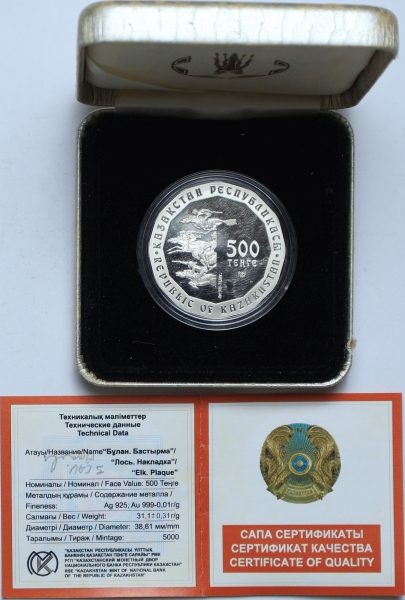 ҚАЗАҚСТАН РЕСПУБЛИКАСЫ
500
ТЕҢГЕ
REPUBLIC OF KAZAKHSTAN
Техникалық мәліметтер
Технические данные
Technical Data
Атауы/Название/Name "Бұлан. Бастырма"/
"Лось. Накладка"/
"Elk. Plaque"
Номиналы / Номинал / Face Value: 500 Теңге
Металдың құрамы / Содержание металла /
Fineness: Ag 925; Au 999-0,01/g
Салмағы / Вес / Weight: 31,1±0,31/g
Диаметрі / Диаметр / Diameter: 38,61 мм/mm
Таралымы / Тираж / Mintage: 5000
"ҚАЗАҚСТАН РЕСПУБЛИКАСЫ ҰЛТТЫҚ
БАНКІНІҢ ҚАЗАҚСТАН ТЕҢГЕ САРАЙЫ" РМК
РГП "КАЗАХСТАНСКИЙ МОНЕТНЫЙ ДВОР
НАЦИОНАЛЬНОГО БАНКА РЕСПУБЛИКИ КАЗАХСТАН"
RSE "KAZAKHSTAN MINT OF NATIONAL BANK
OF THE REPUBLIC OF KAZAKHSTAN"
САПА СЕРТИФИКАТЫ
СЕРТИФИКАТ КАЧЕСТВА
CERTIFICATE OF QUALITY